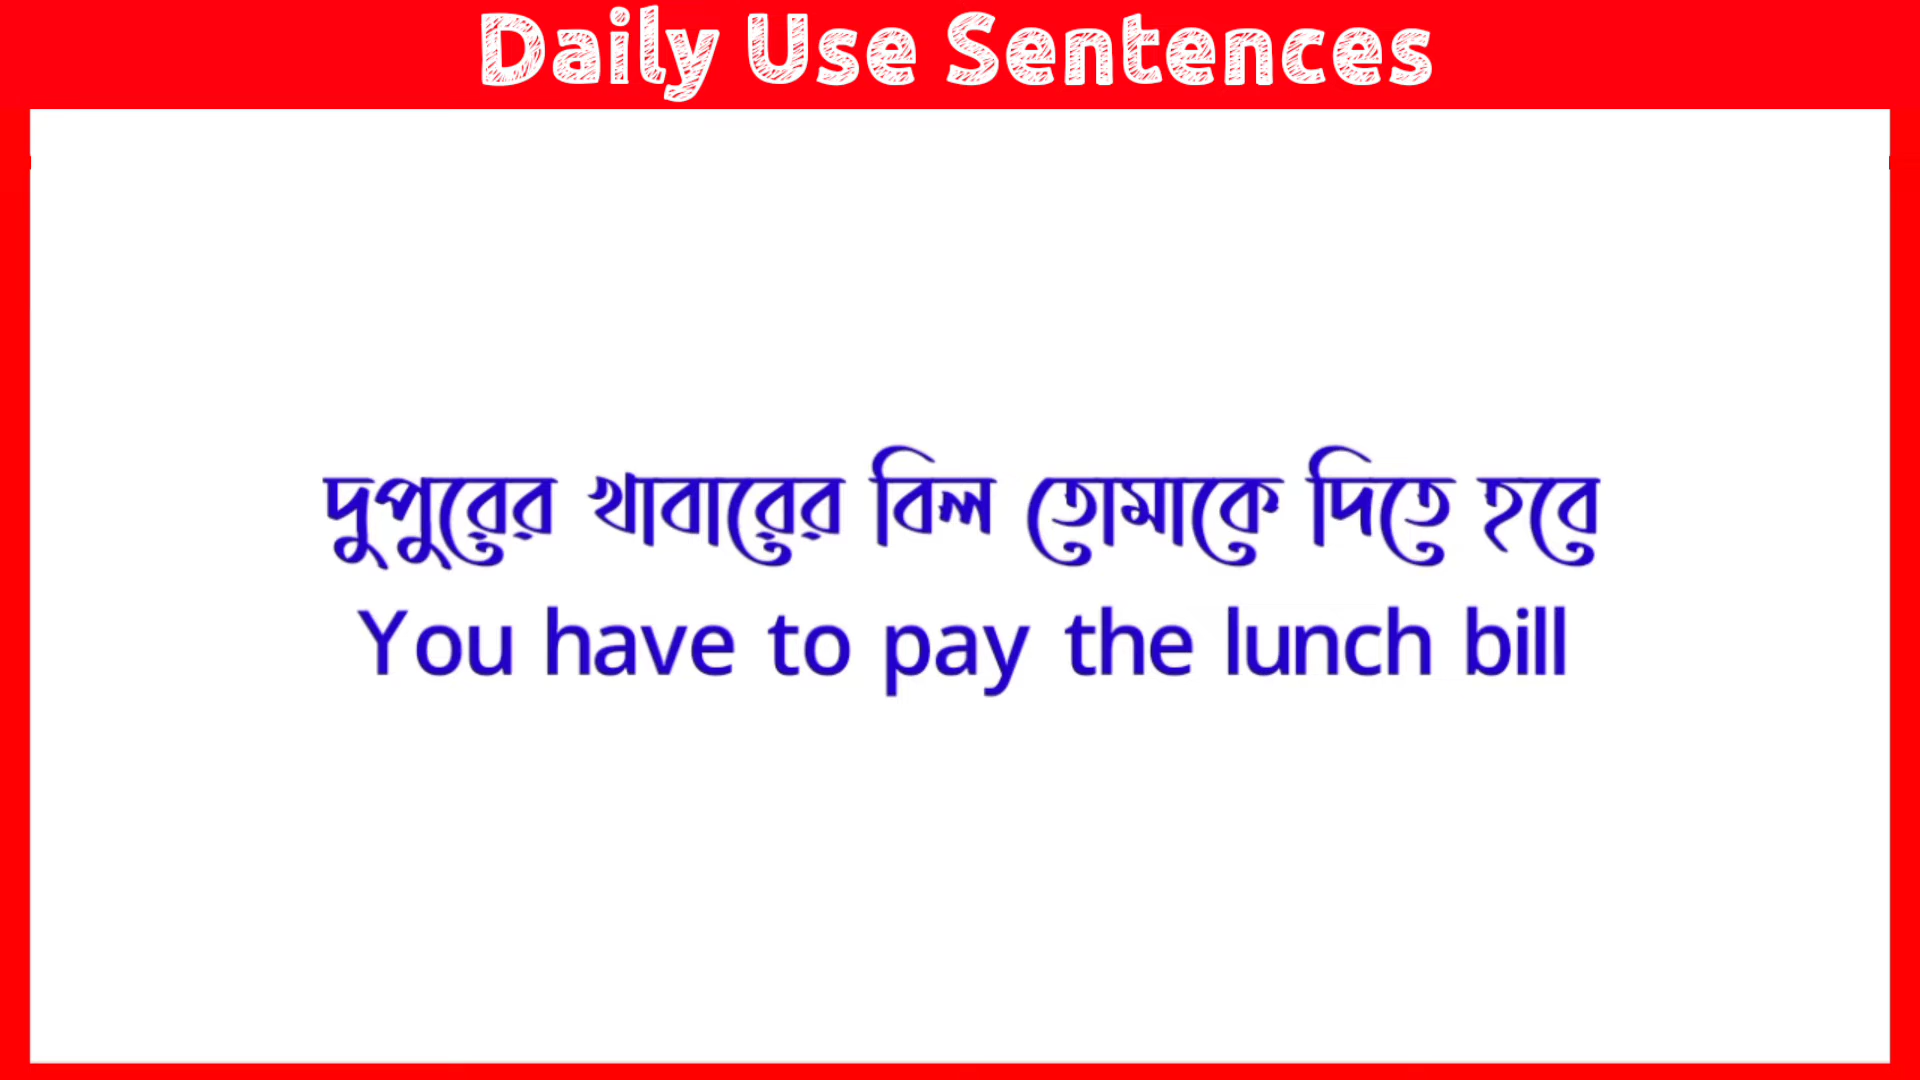 Daily Use Sentences
দুপুরের খাবারের বিল তোমাকে দিতে হবে
You have to pay the lunch bill